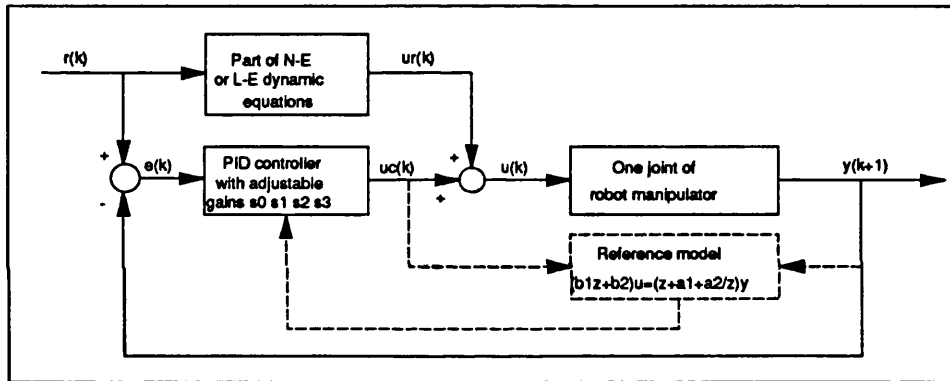 r(k)
Part of N-E
or L-E dynamic
equations
ur(k)
+
e(k)
-
PID controller
with adjustable
gains s0 s1 s2 s3
uc(k)
+
+
u(k)
One joint of
robot manipulator
y(k+1)
Reference model
(b1z+b2)u=(z+a1+a2/z)y